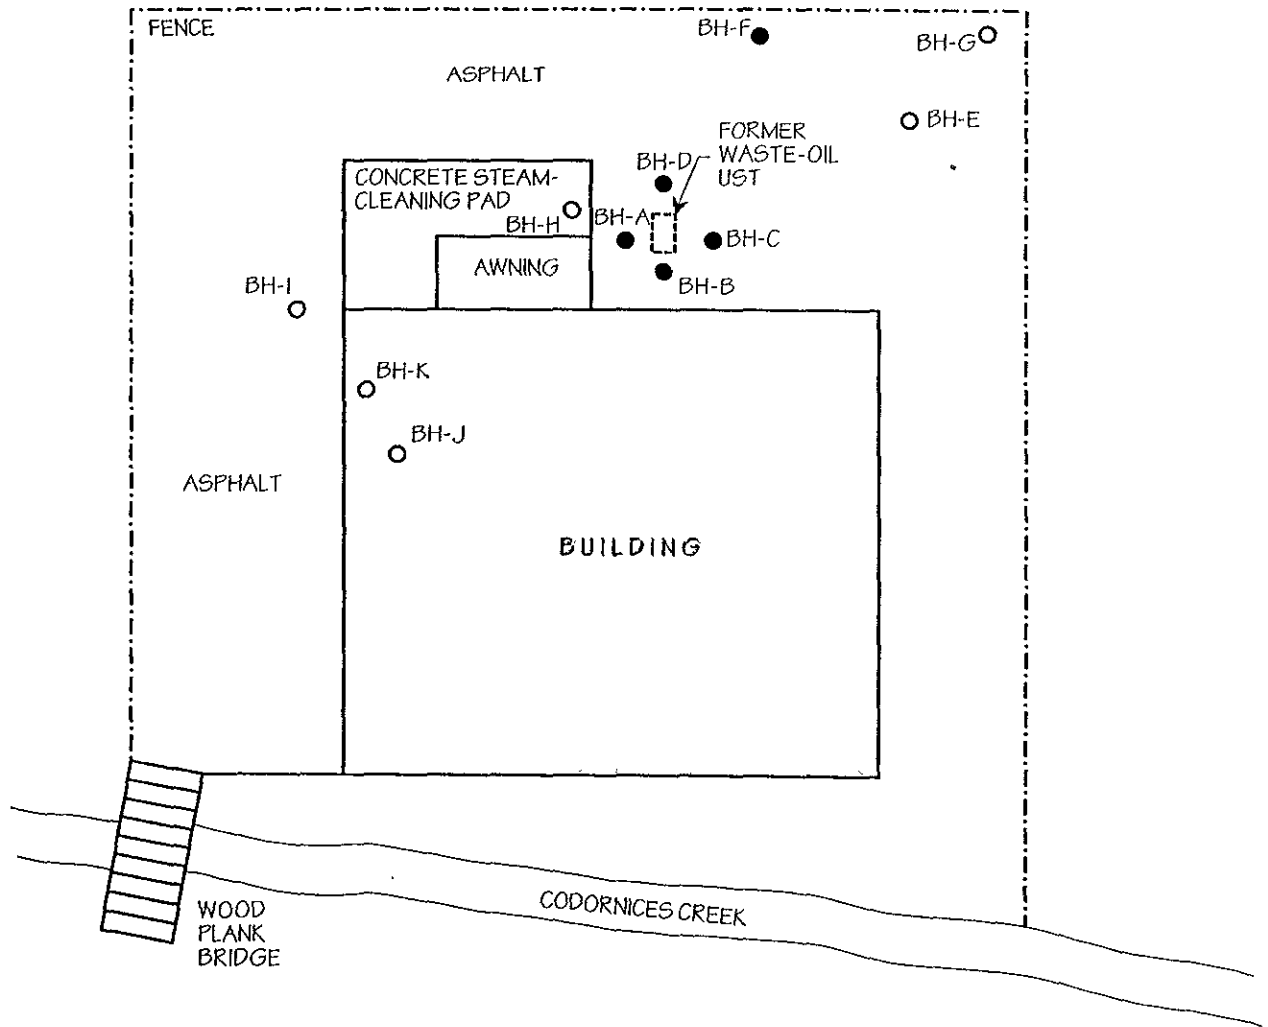 FENCE
BH-F
BH-G
ASPHALT
BH-E
FORMER
WASTE-OIL
UST
BH-D
CONCRETE STEAM-
CLEANING PAD
BH-H
BH-A
BH-C
AWNING
BH-B
BH-I
BH-K
BH-J
ASPHALT
BUILDING
CODORNICES CREEK
WOOD
PLANK
BRIDGE